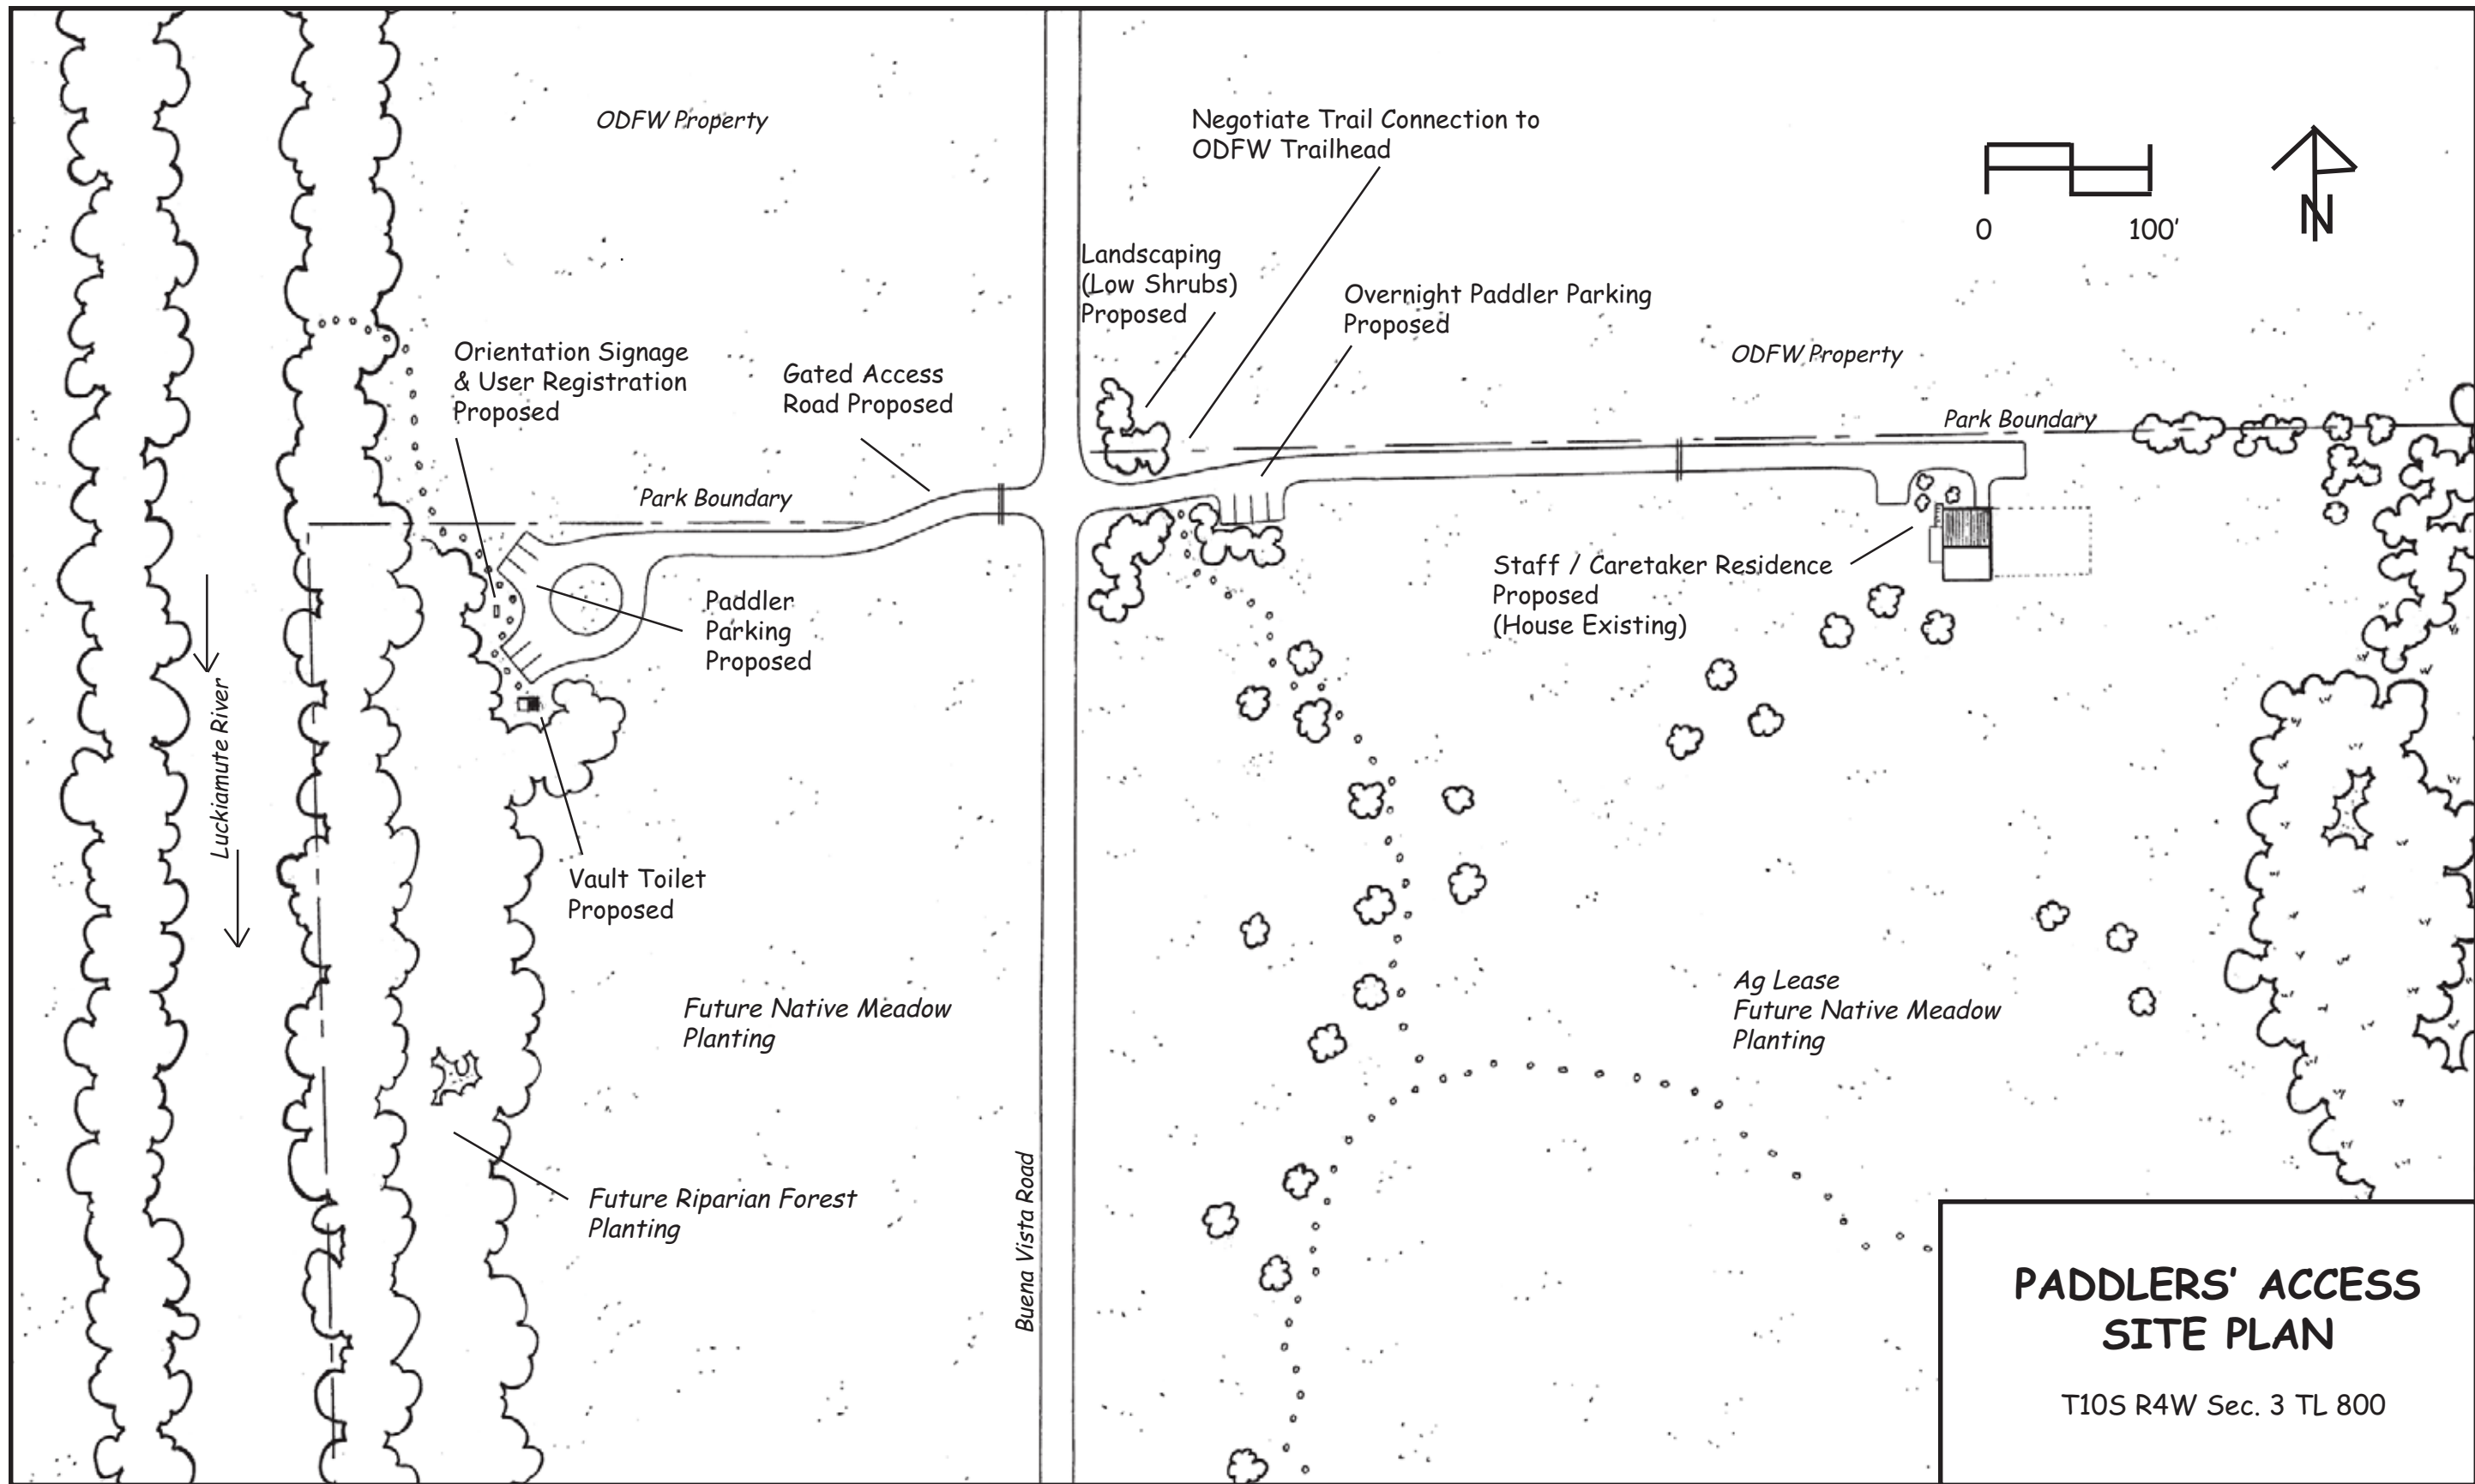 ODFW Property
Negotiate Trail Connection to
ODFW Trailhead
N
0 100'
Landscaping
(Low Shrubs)
Proposed
Overnight Paddler Parking
Proposed
Orientation Signage
& User Registration
Proposed
Gated Access
Road Proposed
ODFW Property
Park Boundary
Park Boundary
Staff / Caretaker Residence
Proposed
(House Existing)
Paddler
Parking
Proposed
Luckiamute River
Vault Toilet
Proposed
Future Native Meadow
Planting
Ag Lease
Future Native Meadow
Planting
Future Riparian Forest
Planting
Buena Vista Road
PADDLERS' ACCESS
SITE PLAN
T10S R4W Sec. 3 TL 800